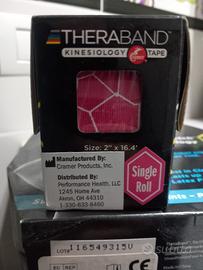 THERABAND
KINESIOLOGY TAPE
Size: 2" x 16.4'
Manufactured By:
Cramer Products, Inc.
Distributed By:
Performance Health, LLC
1245 Home Ave
Akron, OH 44310
1-330-633-8460
Single
Roll
LOT# 116549315U